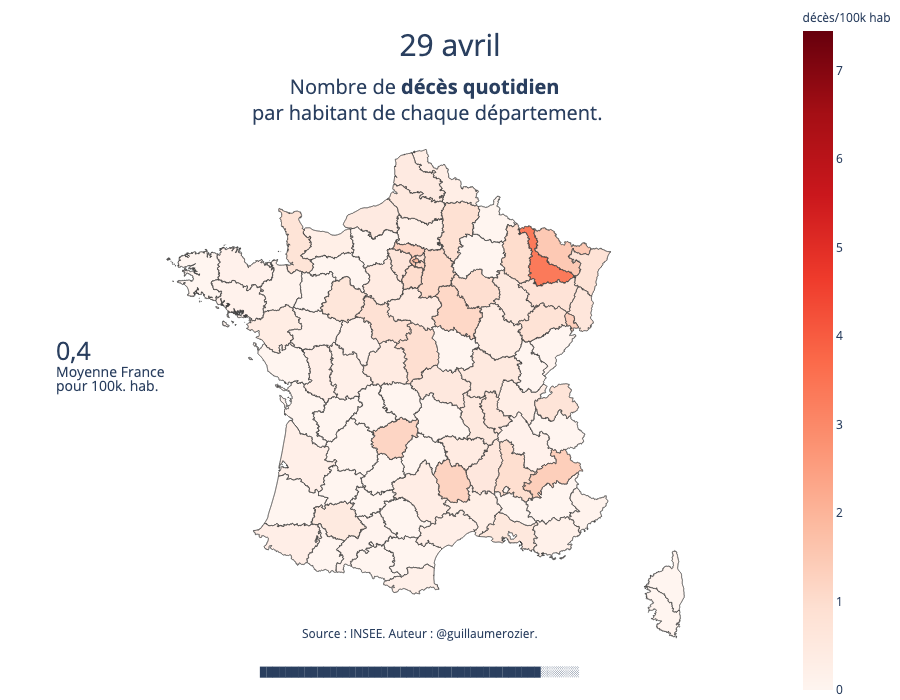 décès/100k hab
29 avril
Nombre de décès quotidien
par habitant de chaque département.
7
6
5
4
3
2
1
0
0,4
Moyenne France
pour 100k. hab.
Source : INSEE. Auteur : @guillaumerozier.